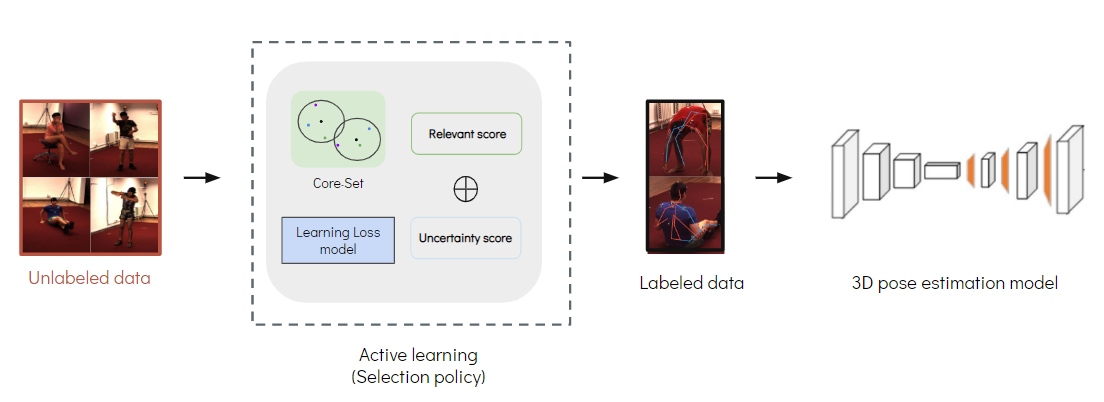 Relevant score
Core-Set
Learning Loss
model
Uncertainty score
Unlabeled data
Labeled data
3D pose estimation model
Active learning
(Selection policy)